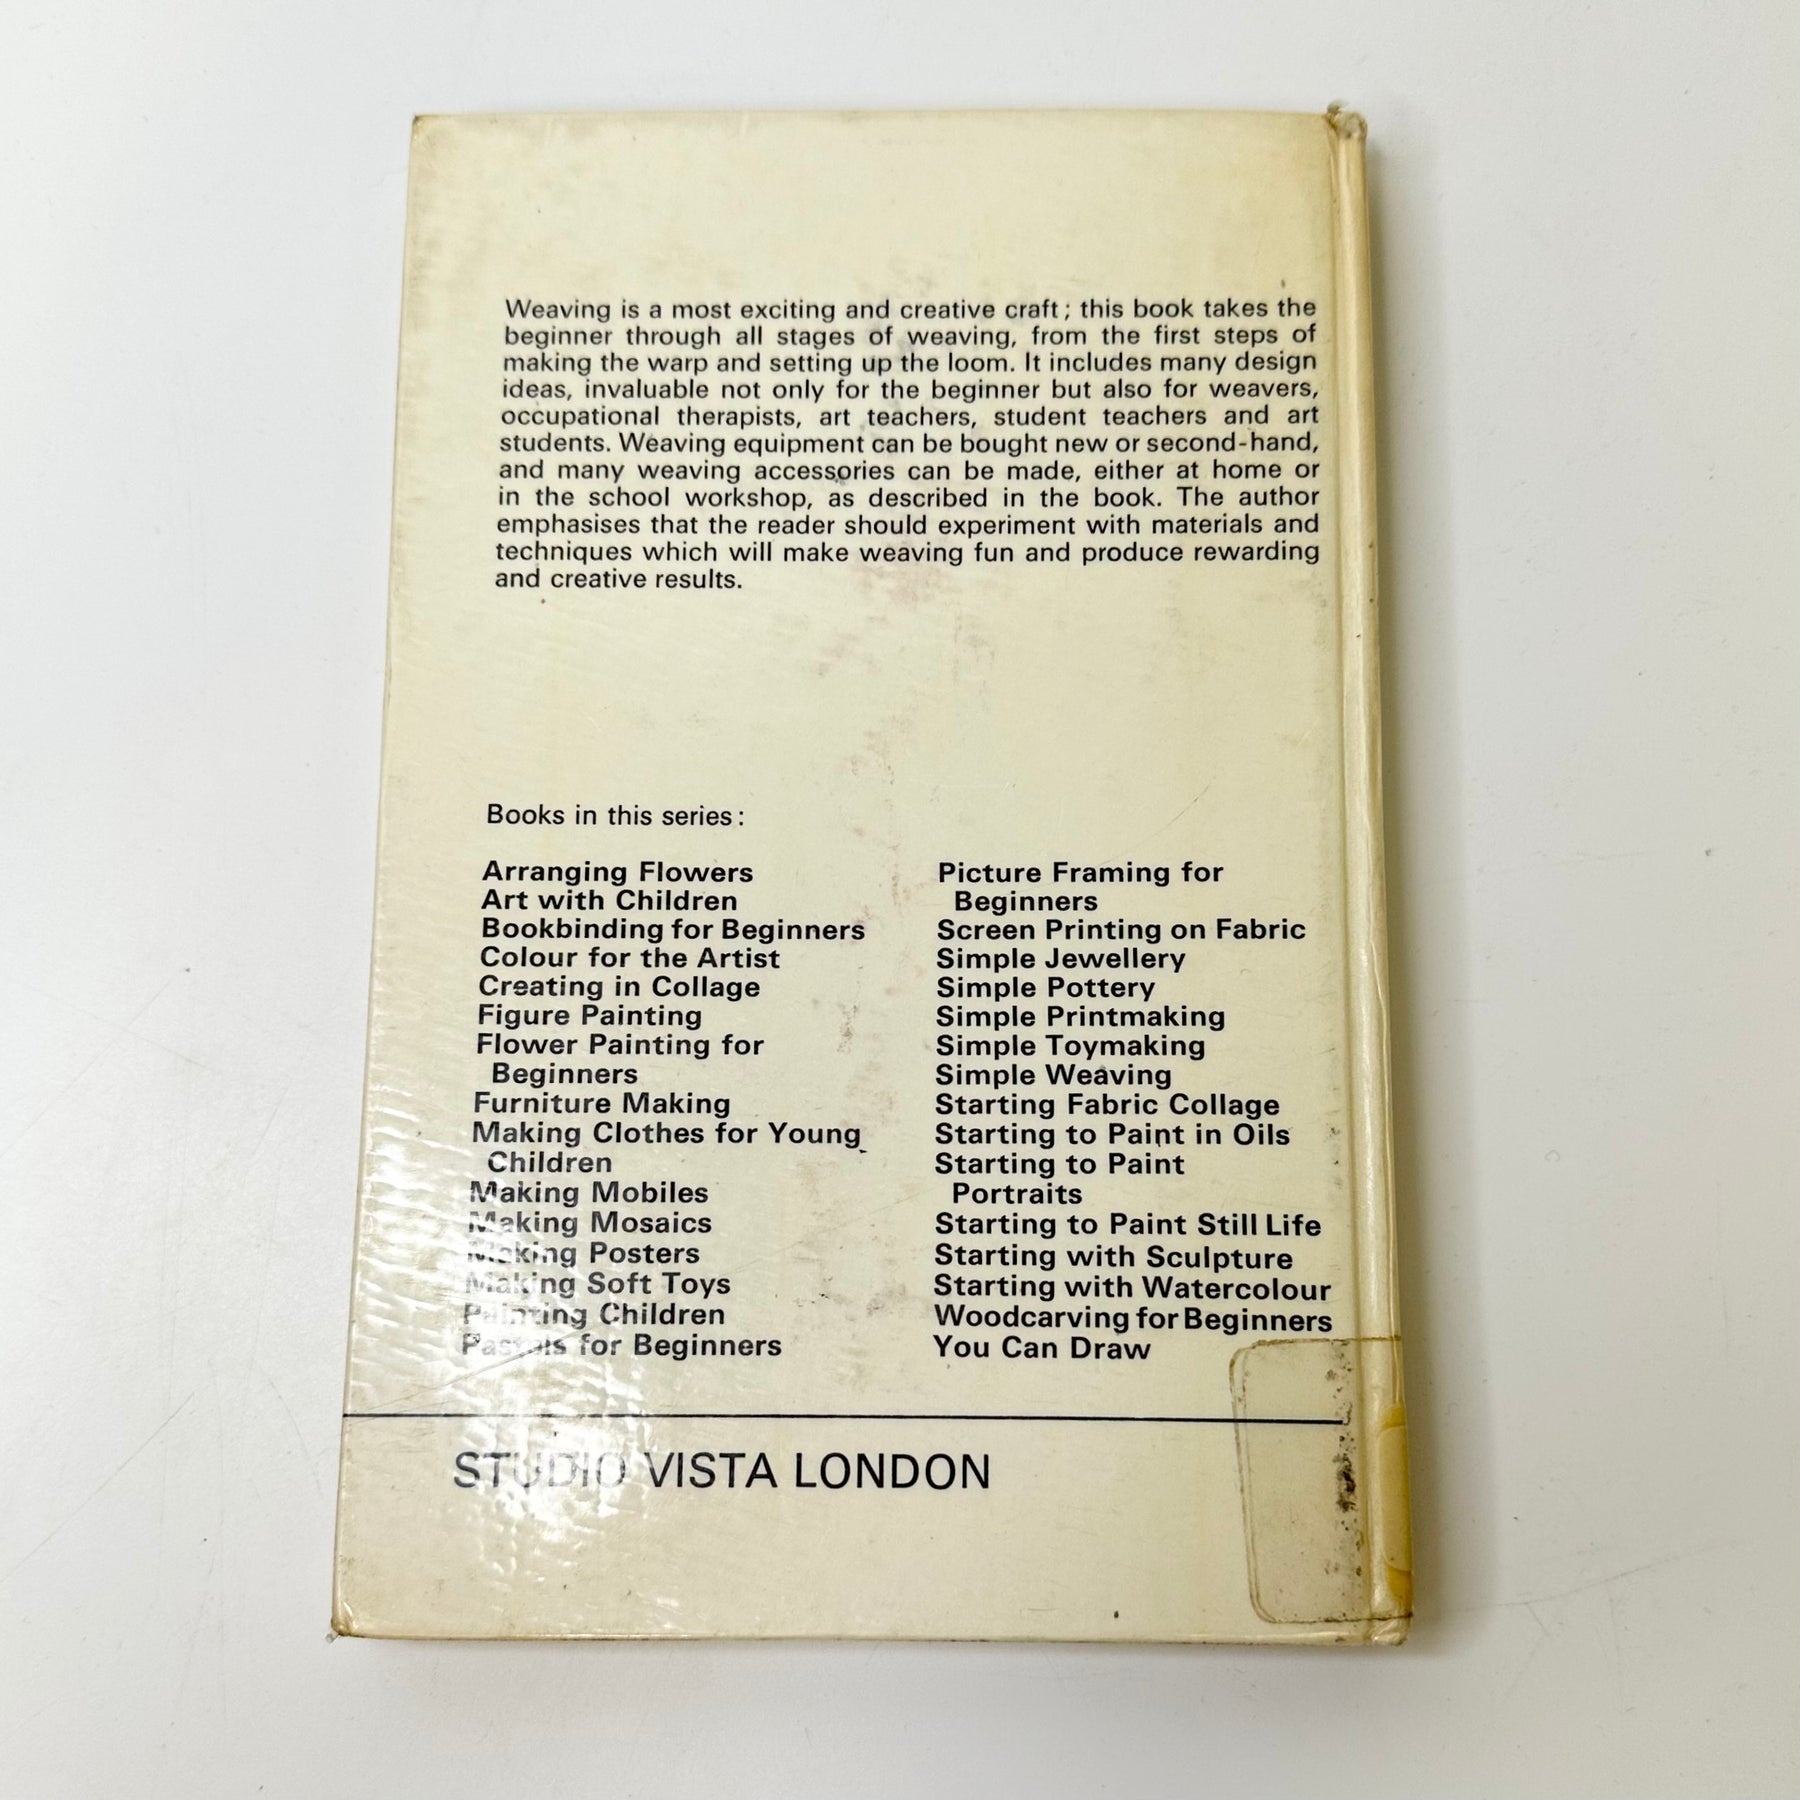 Weaving is a most exciting and creative craft; this book takes the
beginner through all stages of weaving, from the first steps of
making the warp and setting up the loom. It includes many design
ideas, invaluable not only for the beginner but also for weavers,
occupational therapists, art teachers, student teachers and art
students. Weaving equipment can be bought new or second-hand,
and many weaving accessories can be made, either at home or
in the school workshop, as described in the book. The author
emphasises that the reader should experiment with materials and
techniques which will make weaving fun and produce rewarding
and creative results.
Books in this series:
Arranging Flowers
Art with Children
Bookbinding for Beginners
Colour for the Artist
Creating in Collage
Figure Painting
Flower Painting for
Beginners
Furniture Making
Making Clothes for Young
Children
Making Mobiles
Making Mosaics
Making Posters
Making Soft Toys
Painting Children
Pastels for Beginners
Picture Framing for
Beginners
Screen Printing on Fabric
Simple Jewellery
Simple Pottery
Simple Printmaking
Simple Toymaking
Simple Weaving
Starting Fabric Collage
Starting to Paint in Oils
Starting to Paint
Portraits
Starting to Paint Still Life
Starting with Sculpture
Starting with Watercolour
Woodcarving for Beginners
You Can Draw
STUDIO VISTA LONDON